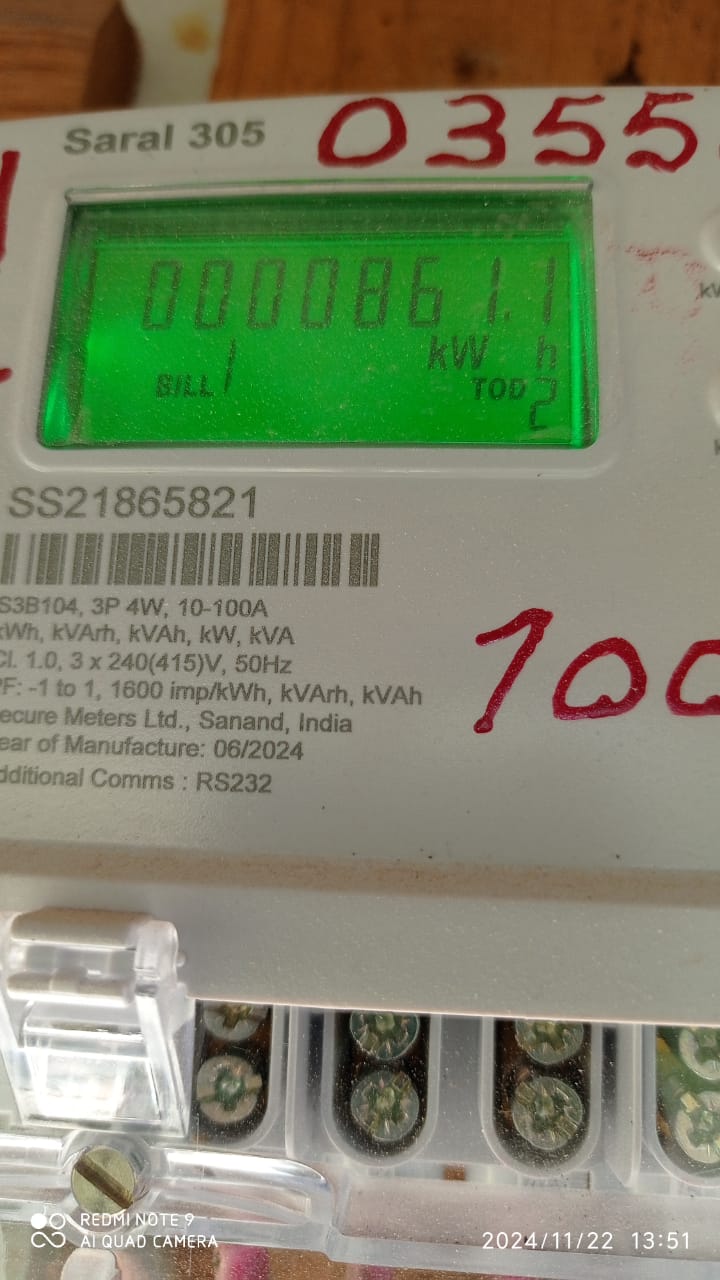 Saral 305
0355
0000861.1
kW h
BILL 1
TOD 2
SS21865821
S3B104, 3P 4W, 10-100A
kWh, kVArh, kVAh, kW, kVA
Cl. 1.0, 3 x 240(415)V, 50Hz
PF: -1 to 1, 1600 imp/kWh, kVArh, kVAh
ecure Meters Ltd., Sanand, India
ear of Manufacture: 06/2024
dditional Comms : RS232
100
REDMI NOTE 9
AI QUAD CAMERA
2024/11/22 13:51